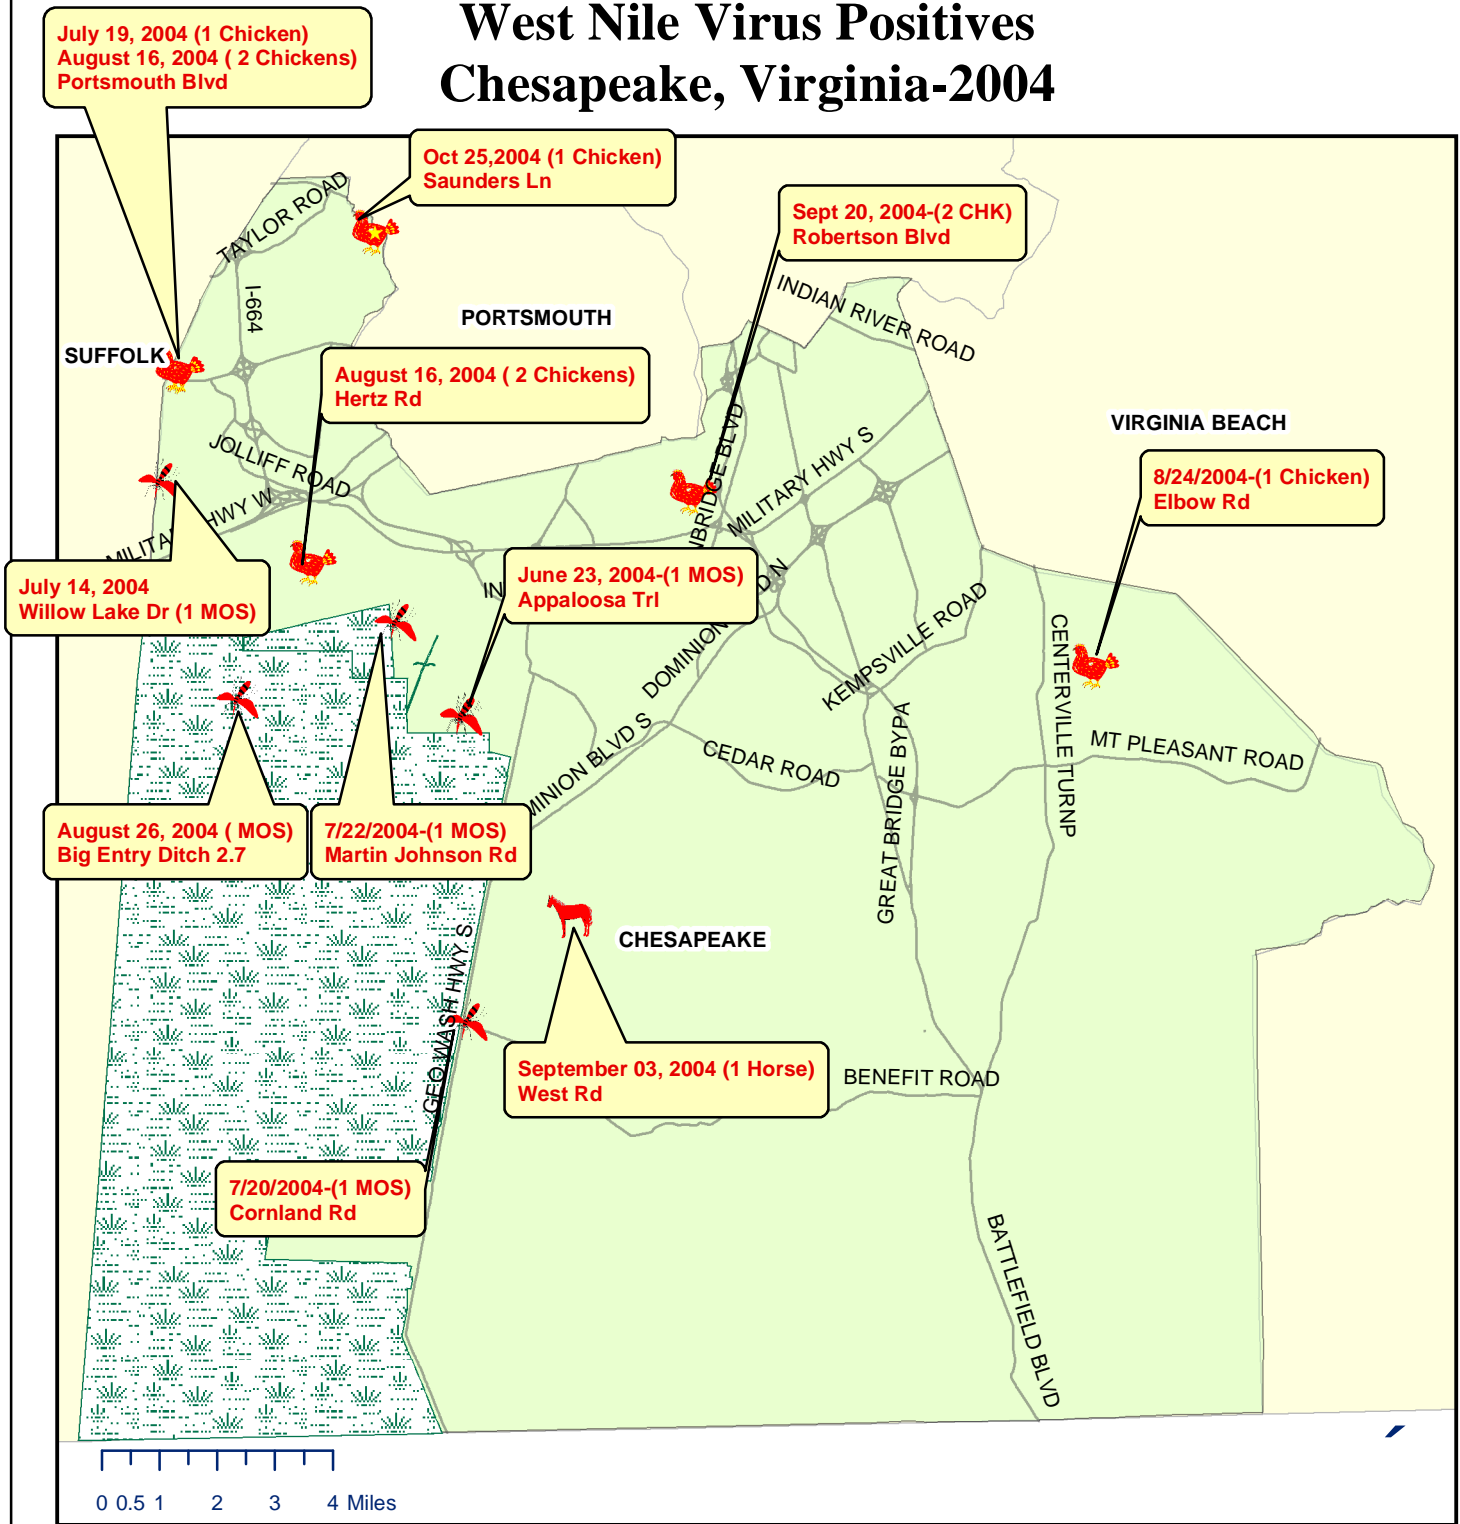 West Nile Virus Positives
Chesapeake, Virginia-2004
July 19, 2004 (1 Chicken)
August 16, 2004 ( 2 Chickens)
Portsmouth Blvd
Oct 25,2004 (1 Chicken)
Saunders Ln
Sept 20, 2004-(2 CHK)
Robertson Blvd
TAYLOR ROAD
I-664
PORTSMOUTH
INDIAN RIVER ROAD
SUFFOLK
August 16, 2004 ( 2 Chickens)
Hertz Rd
VIRGINIA BEACH
JOLLIFF ROAD
NBRIDGE BLVD
MILITARY HWY S
8/24/2004-(1 Chicken)
Elbow Rd
MILITA HWY W
July 14, 2004
Willow Lake Dr (1 MOS)
IN
June 23, 2004-(1 MOS)
Appaloosa Trl
DOMINION D N
KEMPSVILLE ROAD
CENTERVILLE TURNP
MINION BLVD S
CEDAR ROAD
GREAT BRIDGE BYPA
MT PLEASANT ROAD
August 26, 2004 ( MOS)
Big Entry Ditch 2.7
7/22/2004-(1 MOS)
Martin Johnson Rd
CHESAPEAKE
GEO WASH HWY S
September 03, 2004 (1 Horse)
West Rd
BENEFIT ROAD
7/20/2004-(1 MOS)
Cornland Rd
BATTLEFIELD BLVD
0 0.5 1 2 3 4 Miles